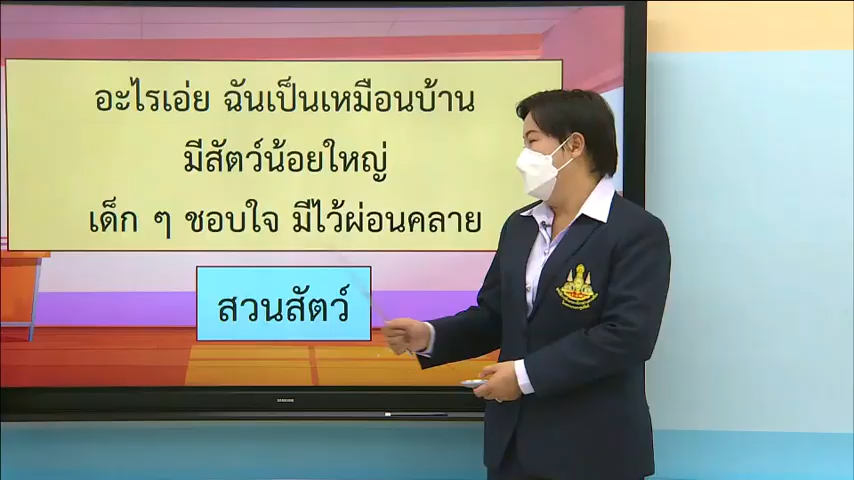 อะไรเอ่ย ฉันเป็นเหมือนบ้าน
มีสัตว์น้อยใหญ่
เด็ก ๆ ชอบใจ มีไว้ผ่อนคลาย
สวนสัตว์
SAMSUNG